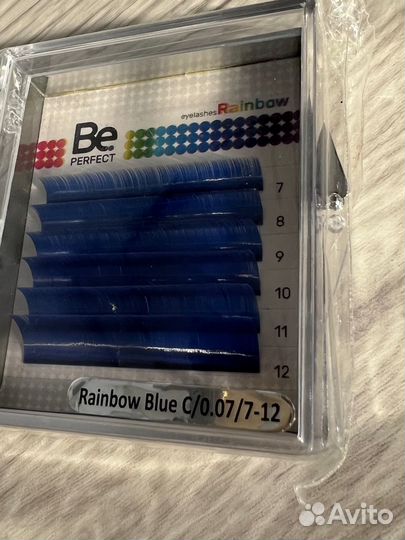 eyelashes Rainbow
Be.
PERFECT
7
8
9
10
11
12
Rainbow Blue C/0.07/7-12
Avito